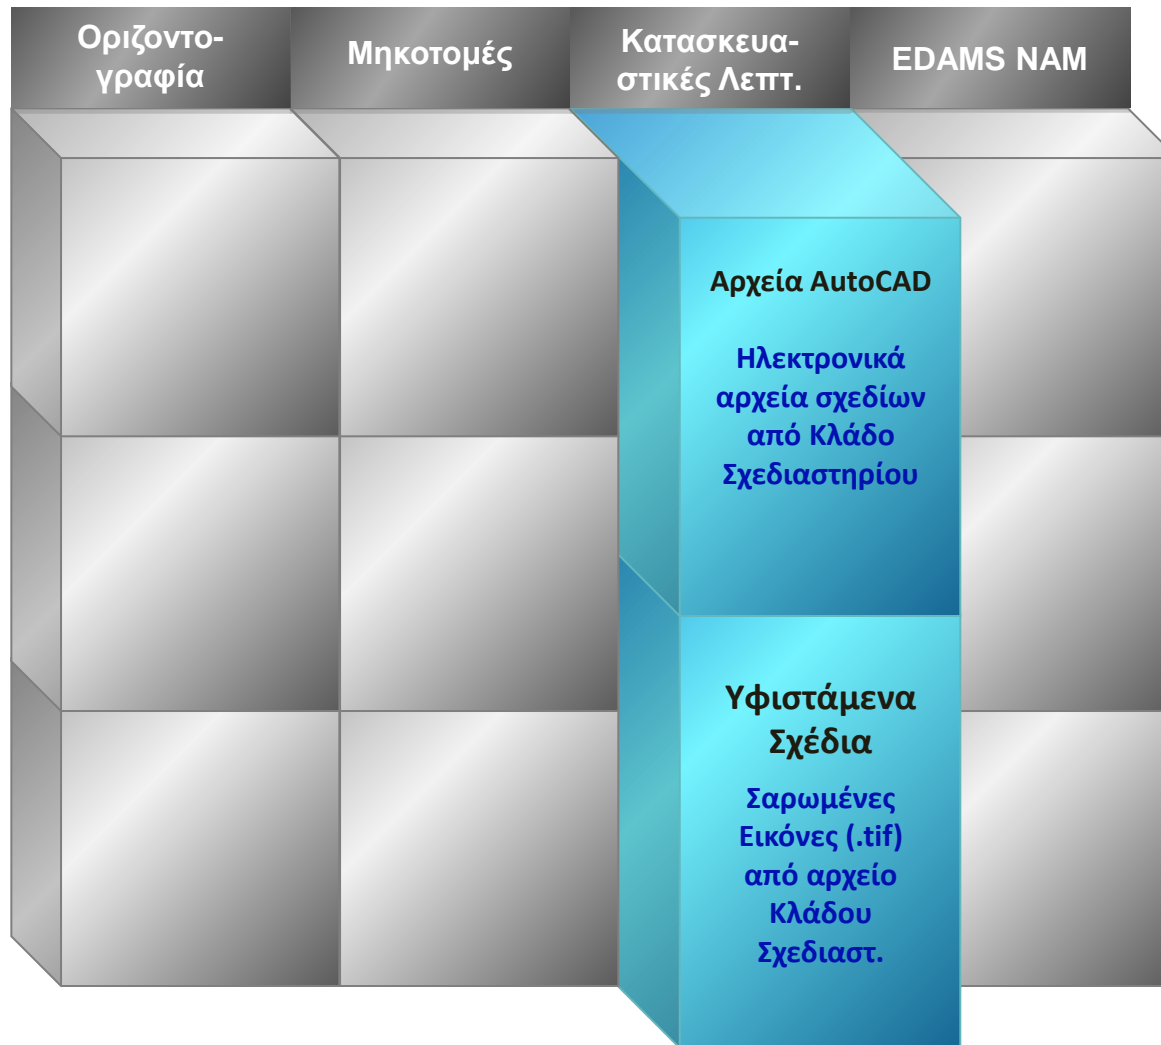 Οριζοντο-
γραφία
Μηκοτομές
Κατασκευα-
στικές Λεπτ.
EDAMS NAM
Αρχεία AutoCAD
Ηλεκτρονικά
αρχεία σχεδίων
από Κλάδο
Σχεδιαστηρίου
Υφιστάμενα
Σχέδια
Σαρωμένες
Εικόνες (.tif)
από αρχείο
Κλάδου
Σχεδιαστ.